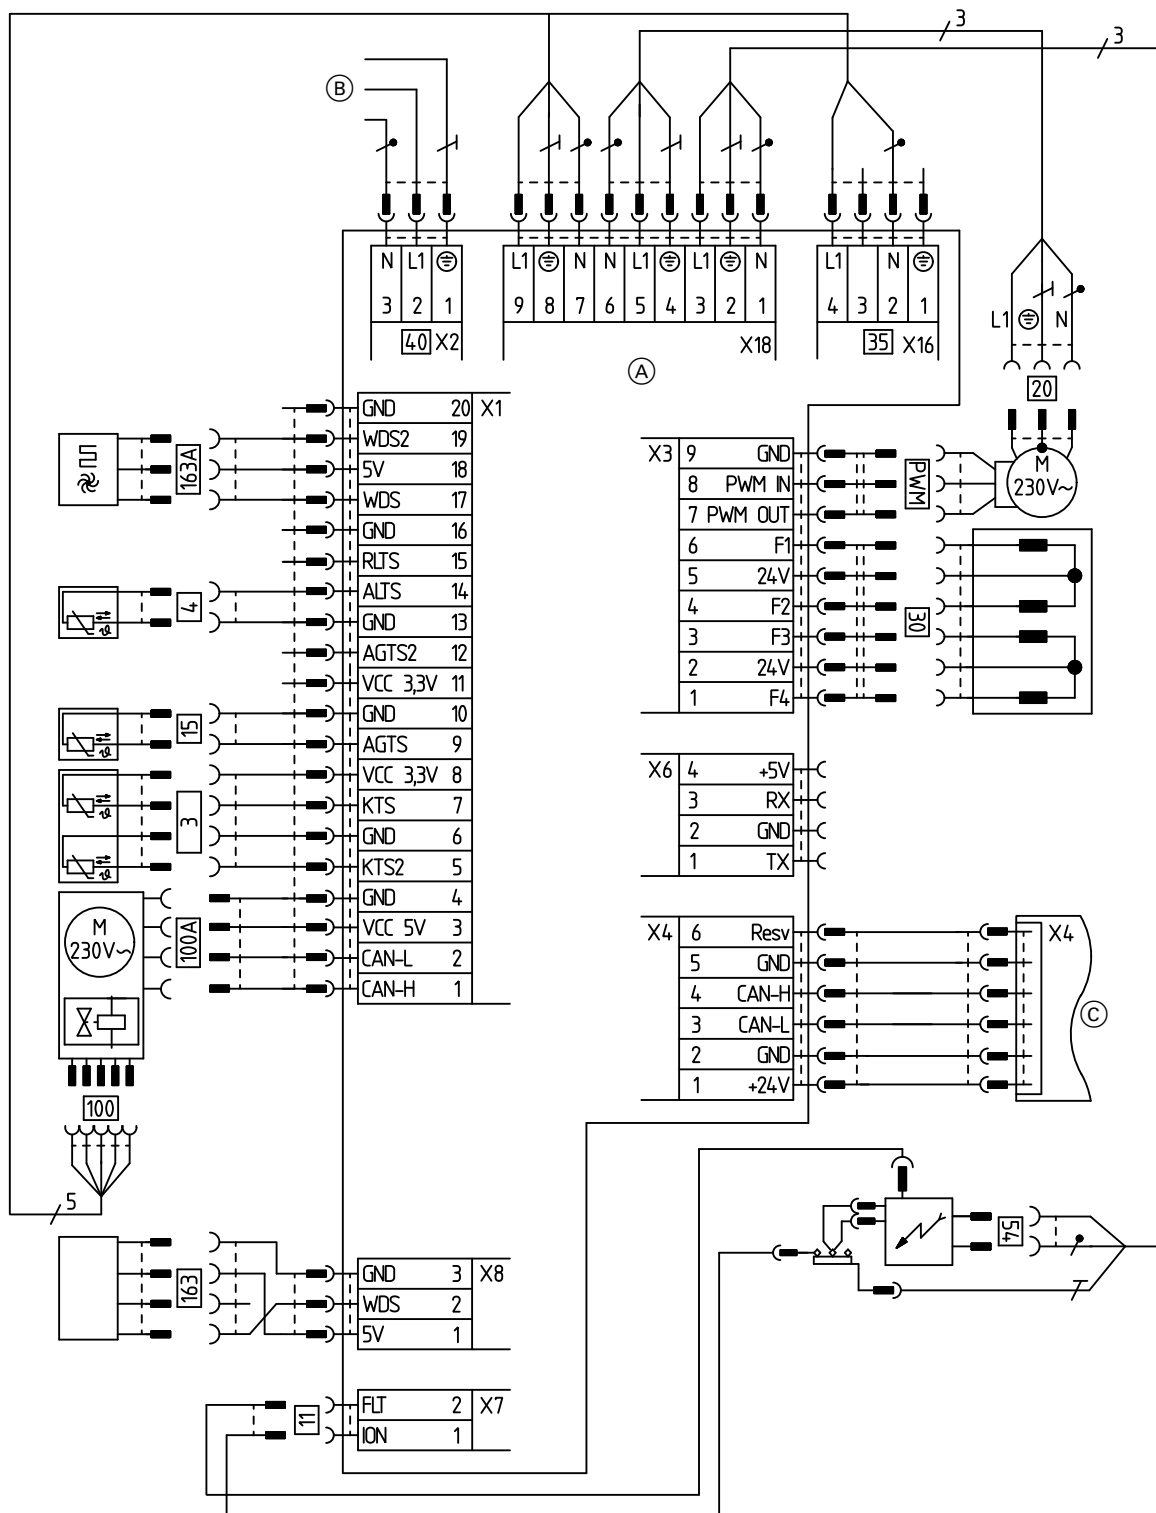 3
3
B
N L1
3 2 1
40 X2
L1 N N L1 L1 N
9 8 7 6 5 4 3 2 1
X18
L1 N
4 3 2 1
35 X16
L1 N
20
A
GND 20 X1
WDS2 19
5V 18
WDS 17
GND 16
RLTS 15
ALTS 14
GND 13
AGTS2 12
VCC 3,3V 11
GND 10
AGTS 9
VCC 3,3V 8
KTS 7
GND 6
KTS2 5
GND 4
VCC 5V 3
CAN-L 2
CAN-H 1
163A
4
ϑ
15
ϑ
3
ϑ
ϑ
M
230V~
100A
100
5
X3 9 GND
8 PWM IN
7 PWM OUT
6 F1
5 24V
4 F2
3 F3
2 24V
1 F4
PWM
M
230V~
30
X6 4 +5V
3 RX
2 GND
1 TX
X4 6 Resv
5 GND
4 CAN-H
3 CAN-L
2 GND
1 +24V
X4
C
54
163
GND 3 X8
WDS 2
5V 1
11
FLT 2 X7
ION 1